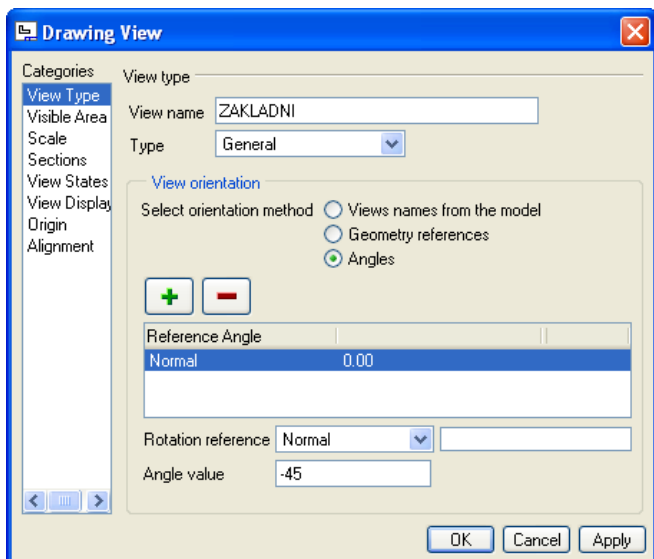 Drawing View
Categories
View Type
Visible Area
Scale
Sections
View States
View Display
Origin
Alignment
View type
View name ZAKLADNI
Type General
View orientation
Select orientation method Views names from the model
Geometry references
Angles
Reference Angle
Normal 0.00
Rotation reference Normal
Angle value -45
OK Cancel Apply